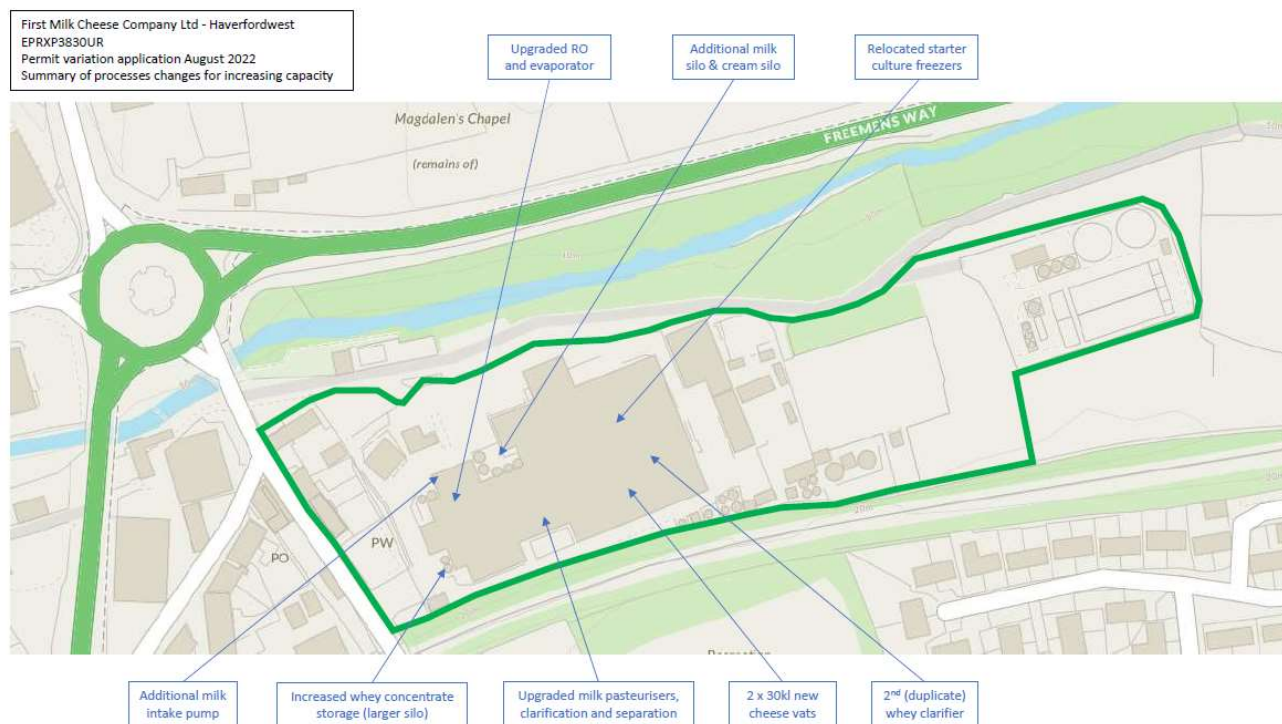 First Milk Cheese Company Ltd - Haverfordwest
EPRXP3830UR
Permit variation application August 2022
Summary of processes changes for increasing capacity
Upgraded RO
and evaporator
Additional milk
silo & cream silo
Relocated starter
culture freezers
Magdalen's Chapel
(remains of)
FREEMENS WAY
10m
PO
PW
20m
Additional milk
intake pump
Increased whey concentrate
storage (larger silo)
Upgraded milk pasteurisers,
clarification and separation
2 x 30kl new
cheese vats
2nd (duplicate)
whey clarifier